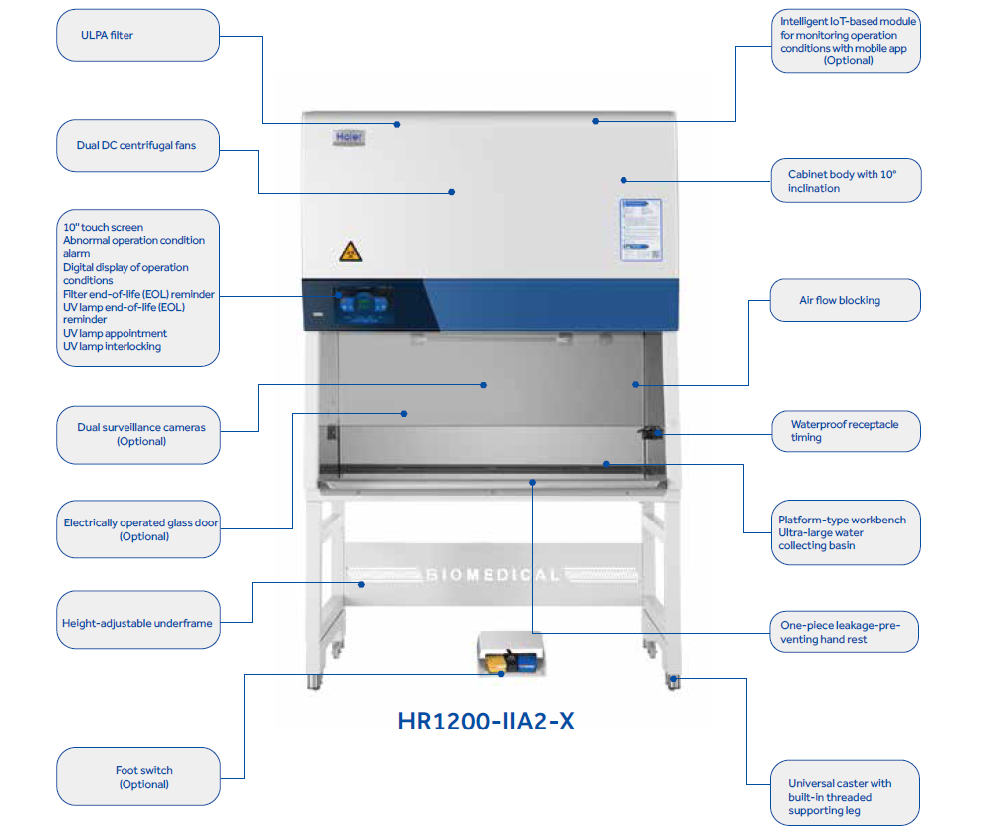 ULPA filter
Intelligent IoT-based module
for monitoring operation
conditions with mobile app
(Optional)
Haier
Dual DC centrifugal fans
Cabinet body with 10°
inclination
10" touch screen
Abnormal operation condition
alarm
Digital display of operation
conditions
Filter end-of-life (EOL) reminder
UV lamp end-of-life (EOL)
reminder
UV lamp appointment
UV lamp interlocking
Air flow blocking
Dual surveillance cameras
(Optional)
Waterproof receptacle
timing
Electrically operated glass door
(Optional)
Platform-type workbench
Ultra-large water
collecting basin
BIOMEDICAL
Height-adjustable underframe
One-piece leakage-pre-
venting hand rest
HR1200-IIA2-X
Foot switch
(Optional)
Universal caster with
built-in threaded
supporting leg